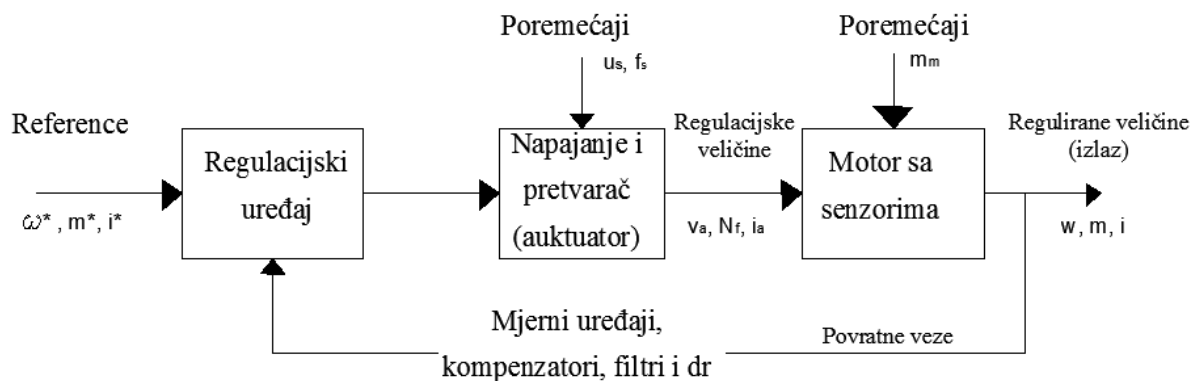 Poremećaji
us, fs
Poremećaji
mm
Reference
ω*, m*, i*
Regulacijski
uređaj
Napajanje i
pretvarač
(auktuator)
Regulacijske
veličine
va, Nf, ia
Motor sa
senzorima
Regulirane veličine
(izlaz)
w, m, i
Mjerni uređaji,
kompenzatori, filtri i dr
Povratne veze